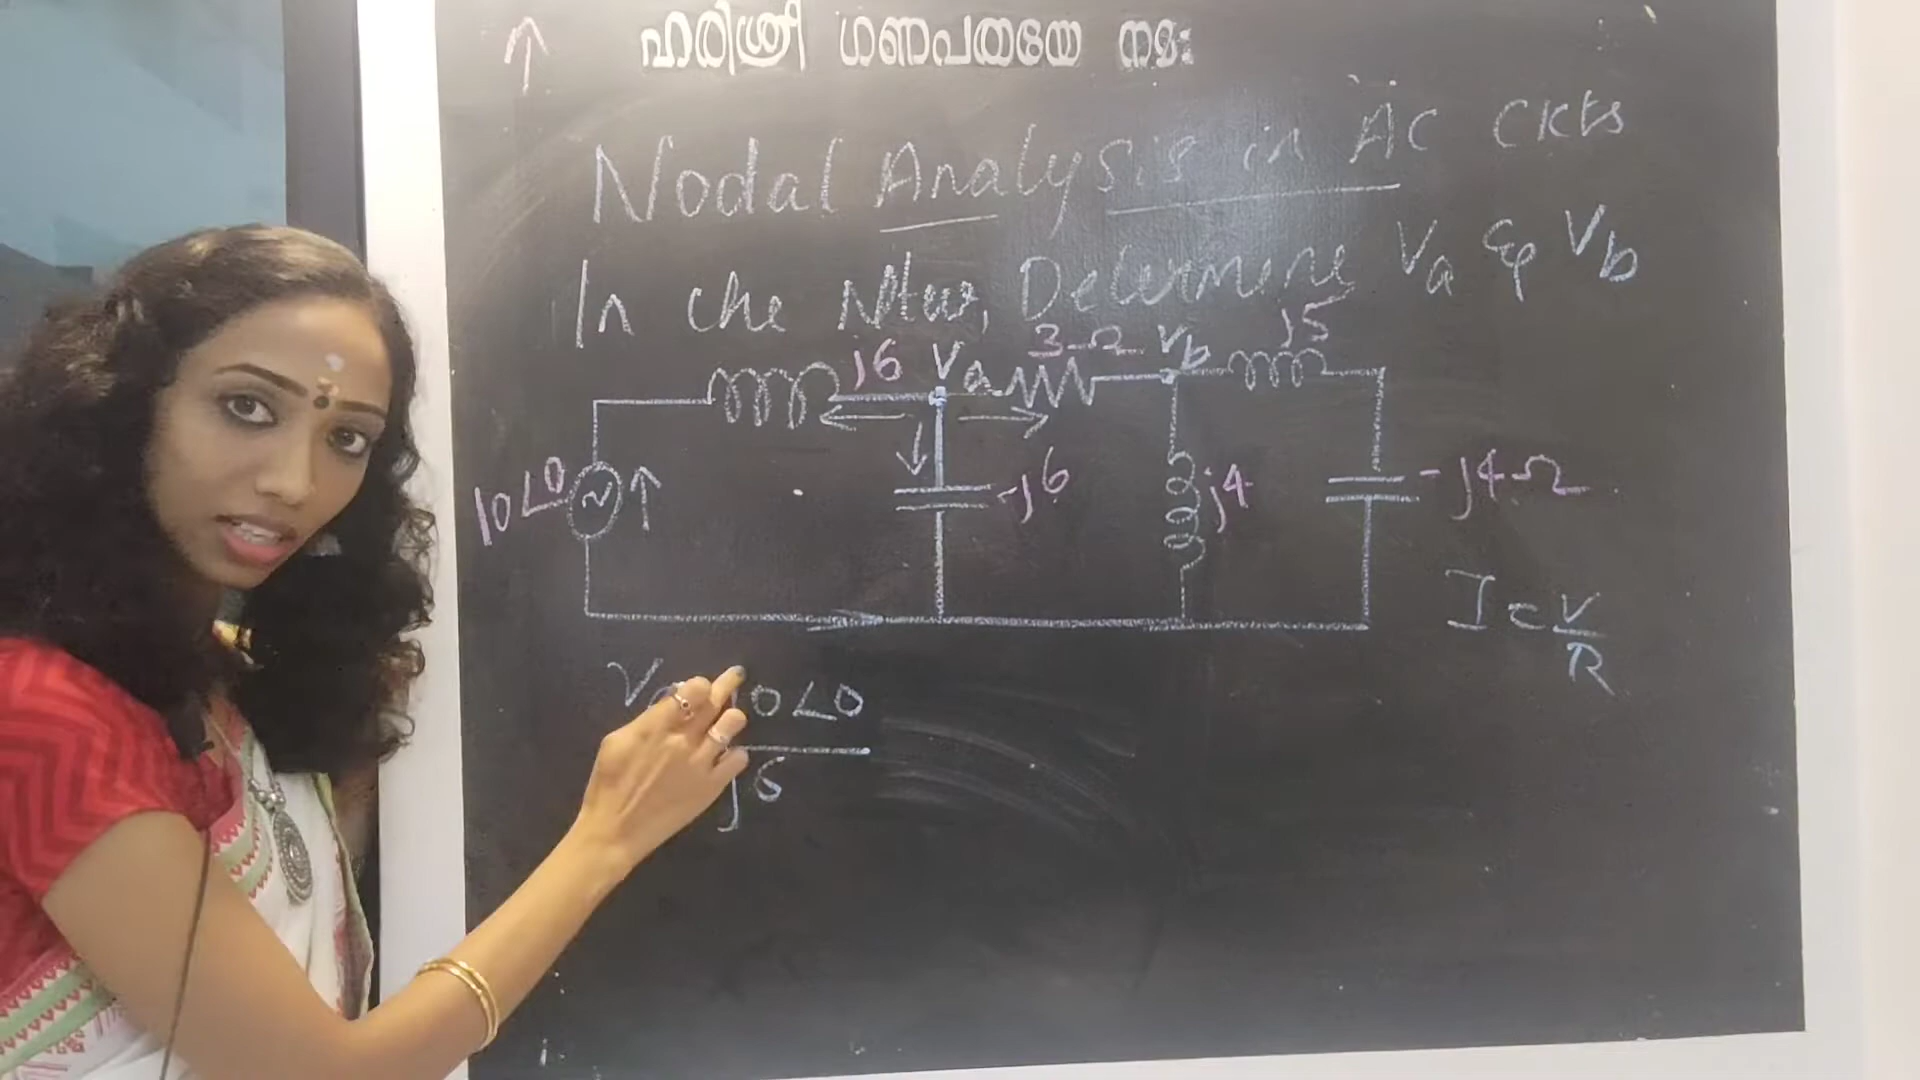 ഹരിശ്രീ ഗണപതയേ നമഃ
Nodal Analysis in AC Ckts
In the Ntw, Determine Va & Vb
j6 Va 3Ω Vb j5
10∠0 ~ -j6 j4 -j4Ω
I = V/R
10∠0
j6